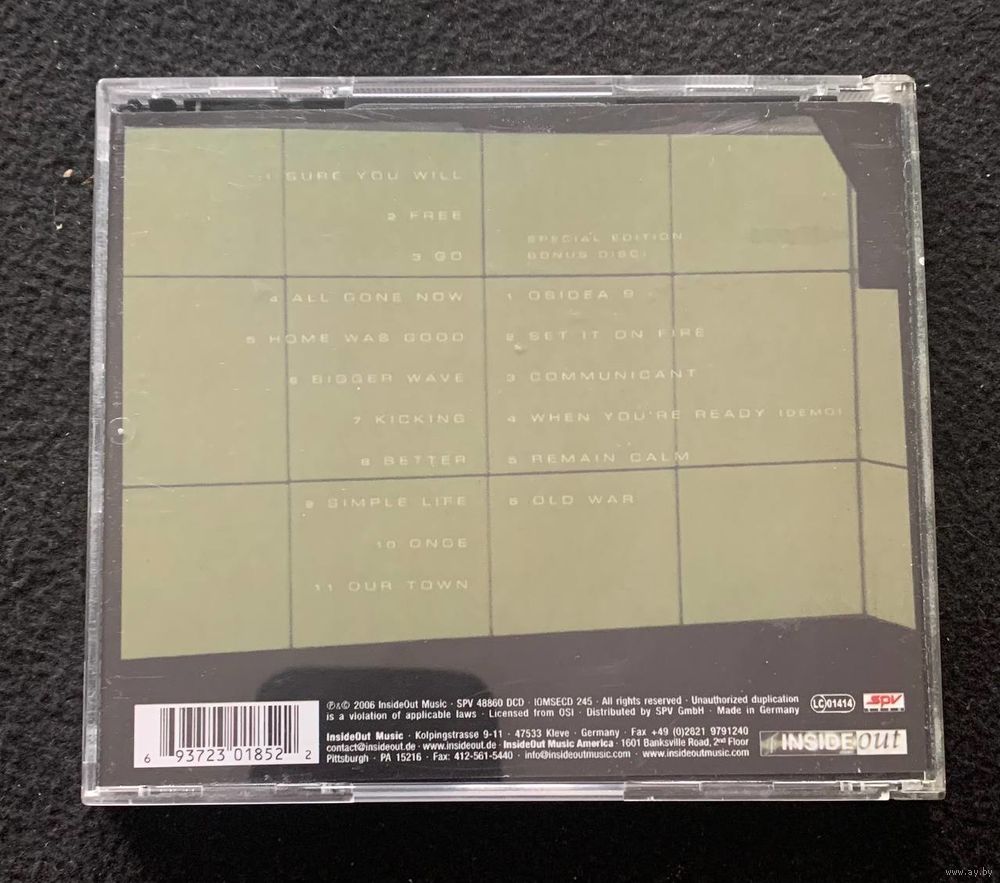 1 SURE YOU WILL
2 FREE
3 GO
4 ALL GONE NOW
5 HOME WAS GOOD
6 BIGGER WAVE
7 KICKING
8 BETTER
9 SIMPLE LIFE
10 ONCE
11 OUR TOWN
SPECIAL EDITION
BONUS DISC:
1 OSIDEA 9
2 SET IT ON FIRE
3 COMMUNICANT
4 WHEN YOU'RE READY (DEMO)
5 REMAIN CALM
6 OLD WAR
6 93723 01852 2
℗&© 2006 InsideOut Music · SPV 48860 DCD · IOMSECD 245 · All rights reserved · Unauthorized duplication
is a violation of applicable laws · Licensed from OSI · Distributed by SPV GmbH · Made in Germany
InsideOut Music · Kolpingstrasse 9-11 · 47533 Kleve · Germany · Fax +49 (0)2821 9791240
contact@insideout.de · www.insideout.de · InsideOut Music America · 1601 Banksville Road, 2nd Floor
Pittsburgh · PA 15216 · Fax: 412-561-5440 · info@insideoutmusic.com · www.insideoutmusic.com
LC 01414
SPV
INSIDEout
www.ay.by